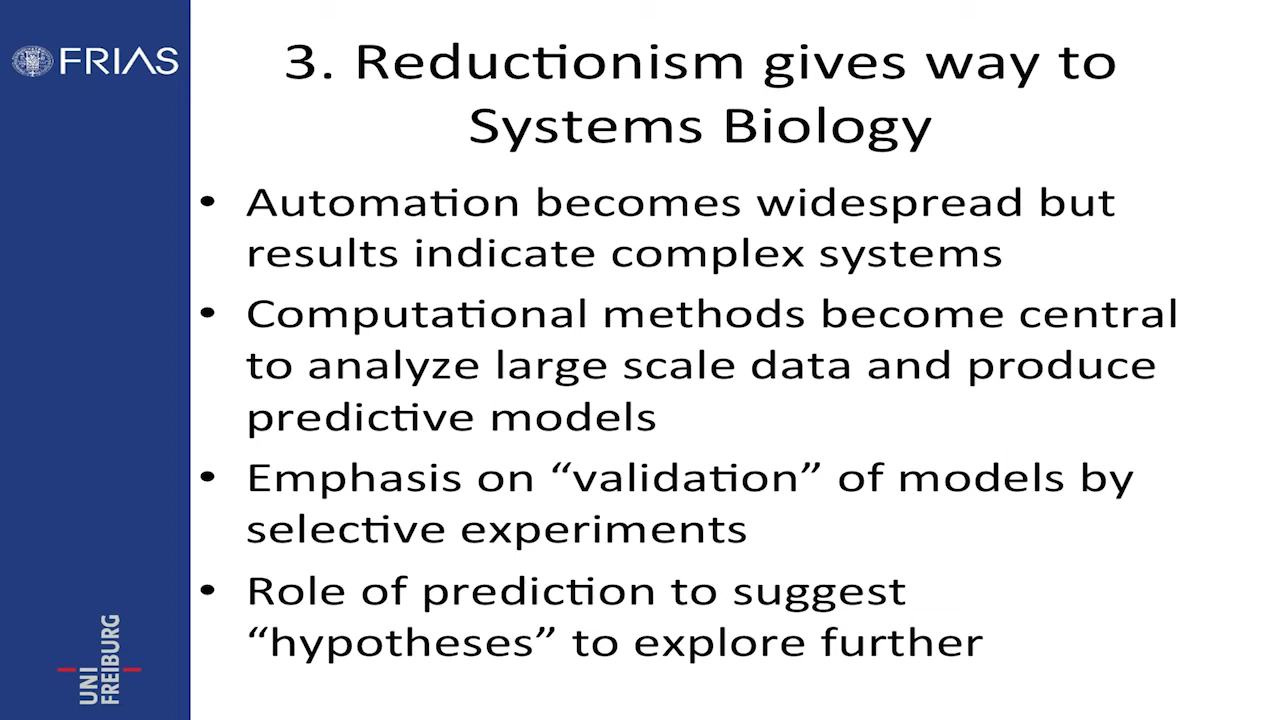 FRIAS
3. Reductionism gives way to
Systems Biology
• Automation becomes widespread but
results indicate complex systems
• Computational methods become central
to analyze large scale data and produce
predictive models
• Emphasis on “validation” of models by
selective experiments
• Role of prediction to suggest
“hypotheses” to explore further
UNI
FREIBURG